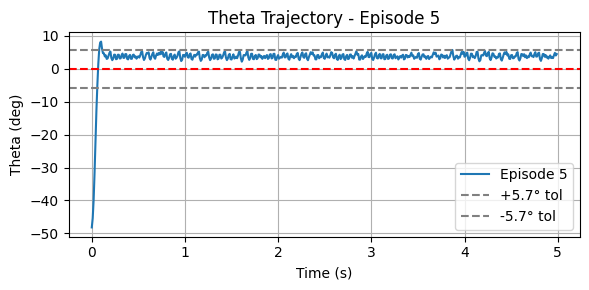 Theta Trajectory - Episode 5
Theta (deg)
10
0
−10
−20
−30
−40
−50
0
1
2
3
4
5
Time (s)
Episode 5
+5.7° tol
-5.7° tol